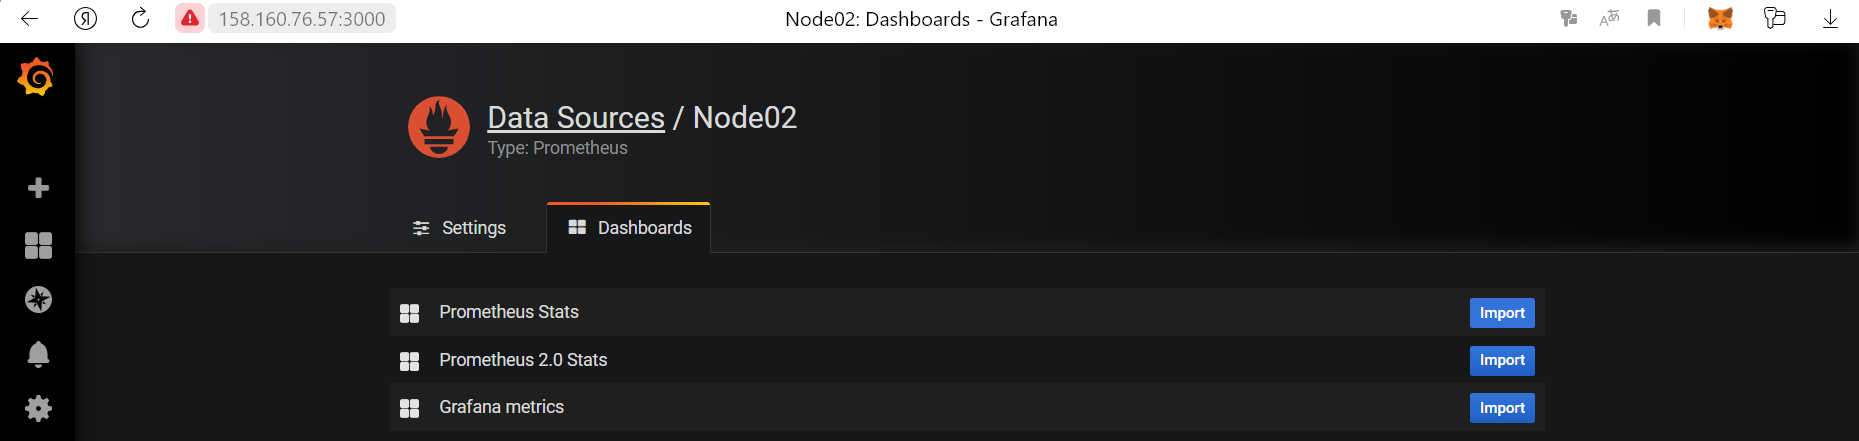 158.160.76.57:3000 Node02: Dashboards - Grafana
Data Sources / Node02
Type: Prometheus
Settings Dashboards
Prometheus Stats Import
Prometheus 2.0 Stats Import
Grafana metrics Import